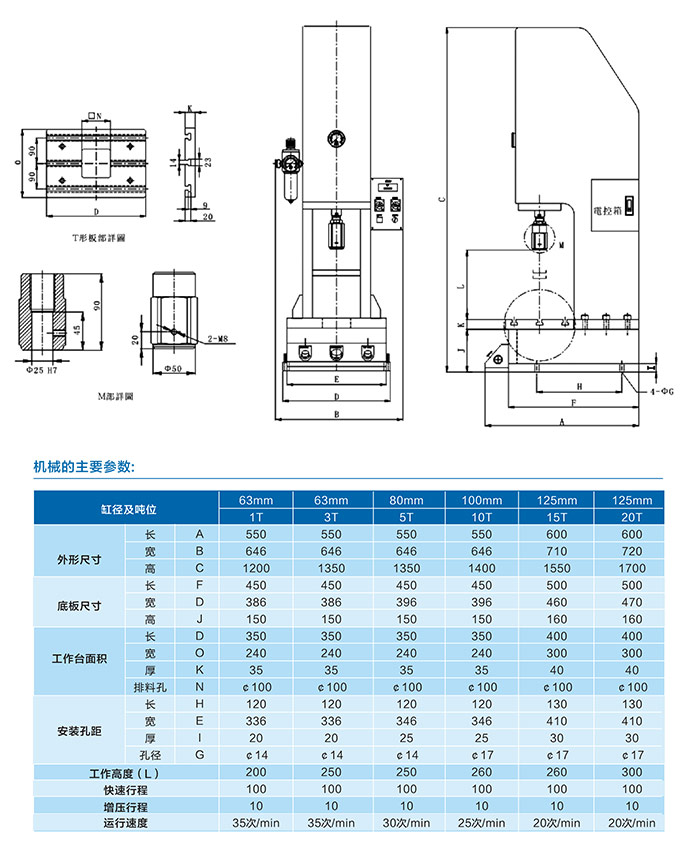 □N
K
O
90
90
14
23
D
9
20
T形板部詳圖
90
45
Φ25 H7
20
2-M8
Φ50
M部詳圖
E
D
B
C
電控箱
M
L
K
J
I
H
4-ΦG
F
A
机械的主要参数:
缸径及吨位 63mm 63mm 80mm 100mm 125mm 125mm
1T 3T 5T 10T 15T 20T
外形尺寸 长 A 550 550 550 550 600 600
宽 B 646 646 646 646 710 720
高 C 1200 1350 1350 1400 1550 1700
底板尺寸 长 F 450 450 450 450 500 500
宽 D 386 386 396 396 460 470
高 J 150 150 150 150 160 160
工作台面积 长 D 350 350 350 350 400 400
宽 O 240 240 240 240 300 300
厚 K 35 35 35 35 40 40
排料孔 N ¢100 ¢100 ¢100 ¢100 ¢100 ¢100
安装孔距 长 H 120 120 120 120 130 130
宽 E 336 336 346 346 410 410
厚 I 20 20 25 25 30 30
孔径 G ¢14 ¢14 ¢14 ¢17 ¢17 ¢17
工作高度(L) 200 250 250 260 260 300
快速行程 100 100 100 100 100 100
增压行程 10 10 10 10 10 10
运行速度 35次/min 35次/min 30次/min 25次/min 20次/min 20次/min